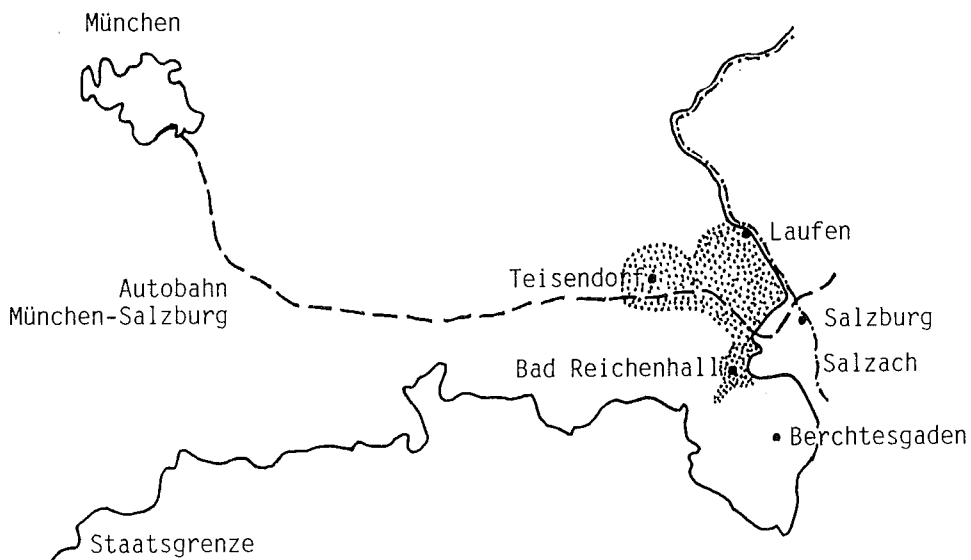 München
Laufen
Teisendorf
Autobahn
München-Salzburg
Salzburg
Bad Reichenhall
Salzach
Berchtesgaden
Staatsgrenze